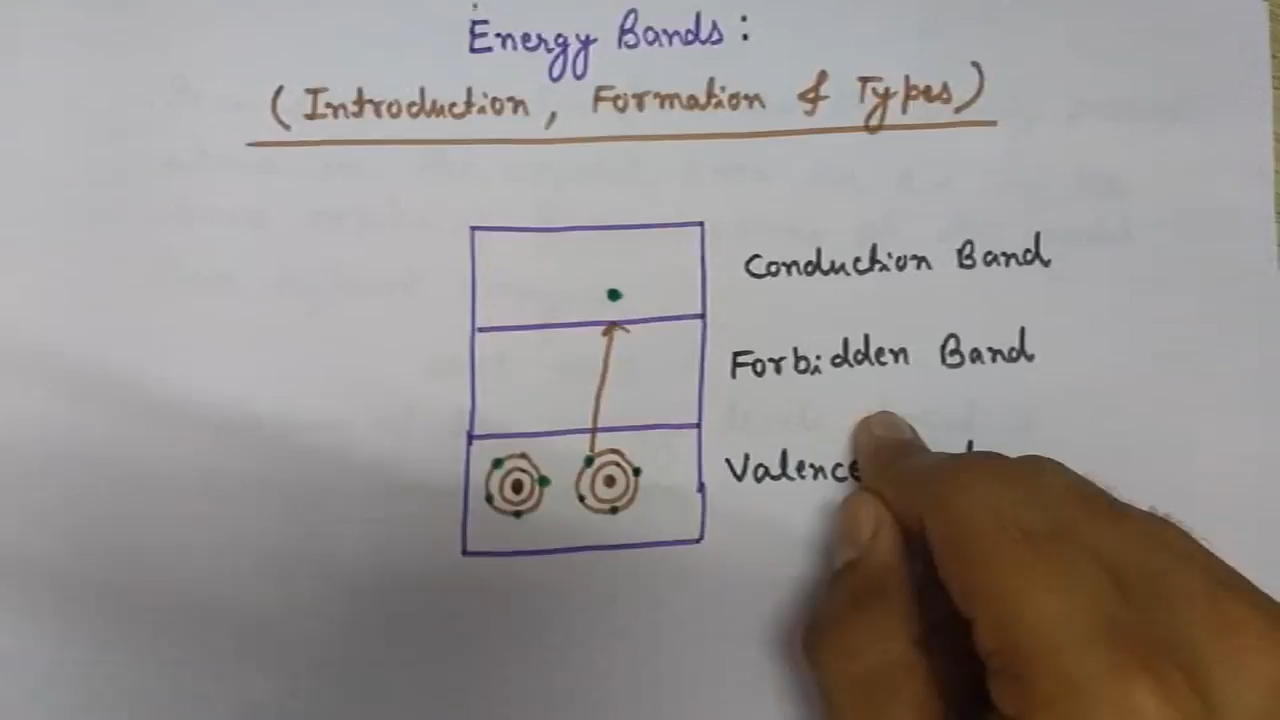 Energy Bands:
(Introduction, Formation & Types)
Conduction Band
Forbidden Band
Valence